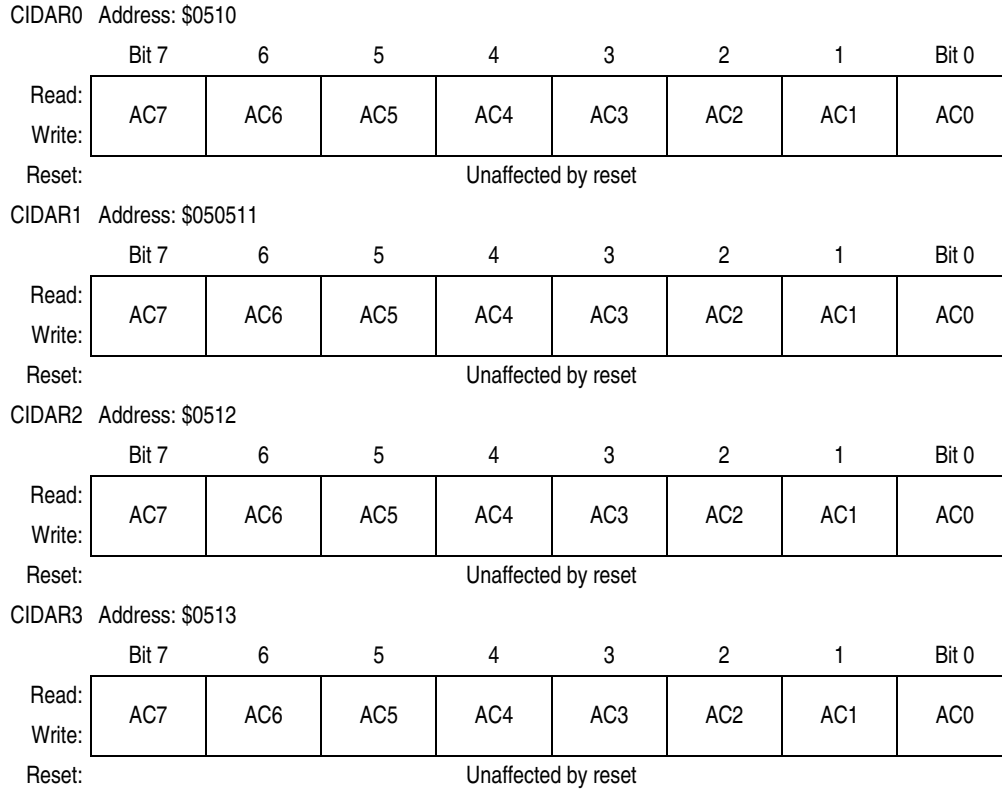 CIDAR0 Address: $0510
Bit 7 6 5 4 3 2 1 Bit 0
Read:
AC7 AC6 AC5 AC4 AC3 AC2 AC1 AC0
Write:
Reset: Unaffected by reset
CIDAR1 Address: $050511
Bit 7 6 5 4 3 2 1 Bit 0
Read:
AC7 AC6 AC5 AC4 AC3 AC2 AC1 AC0
Write:
Reset: Unaffected by reset
CIDAR2 Address: $0512
Bit 7 6 5 4 3 2 1 Bit 0
Read:
AC7 AC6 AC5 AC4 AC3 AC2 AC1 AC0
Write:
Reset: Unaffected by reset
CIDAR3 Address: $0513
Bit 7 6 5 4 3 2 1 Bit 0
Read:
AC7 AC6 AC5 AC4 AC3 AC2 AC1 AC0
Write:
Reset: Unaffected by reset